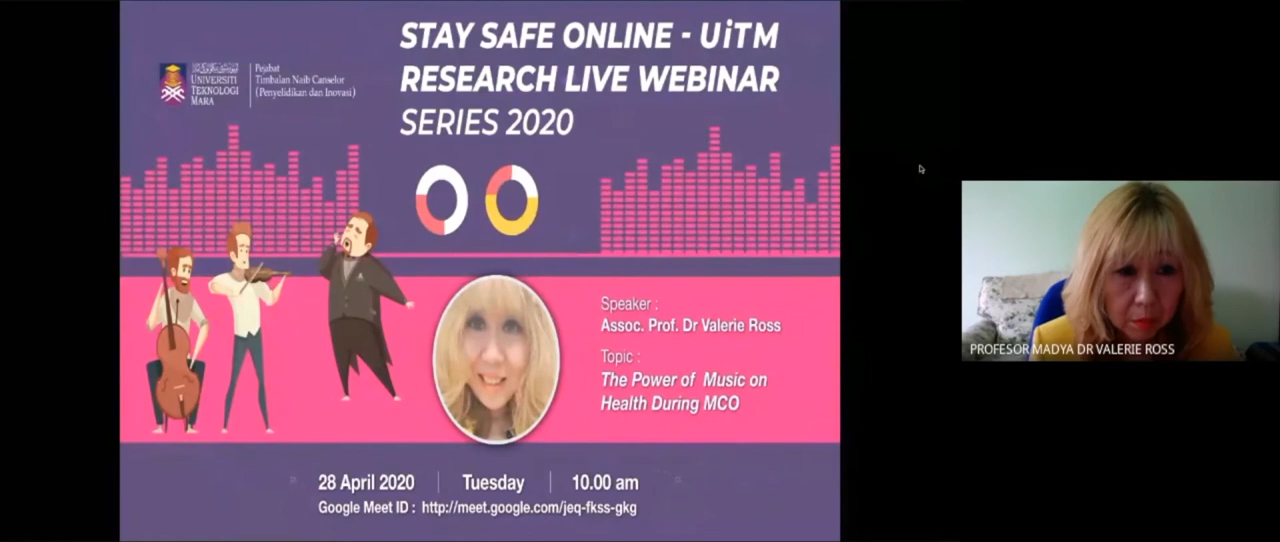 UNIVERSITI
TEKNOLOGI
MARA
Pejabat
Timbalan Naib Canselor
(Penyelidikan dan Inovasi)
STAY SAFE ONLINE - UiTM
RESEARCH LIVE WEBINAR
SERIES 2020
Speaker :
Assoc. Prof. Dr Valerie Ross
Topic :
The Power of Music on
Health During MCO
28 April 2020 | Tuesday | 10.00 am
Google Meet ID : http://meet.google.com/jeq-fkss-gkg
PROFESOR MADYA DR VALERIE ROSS